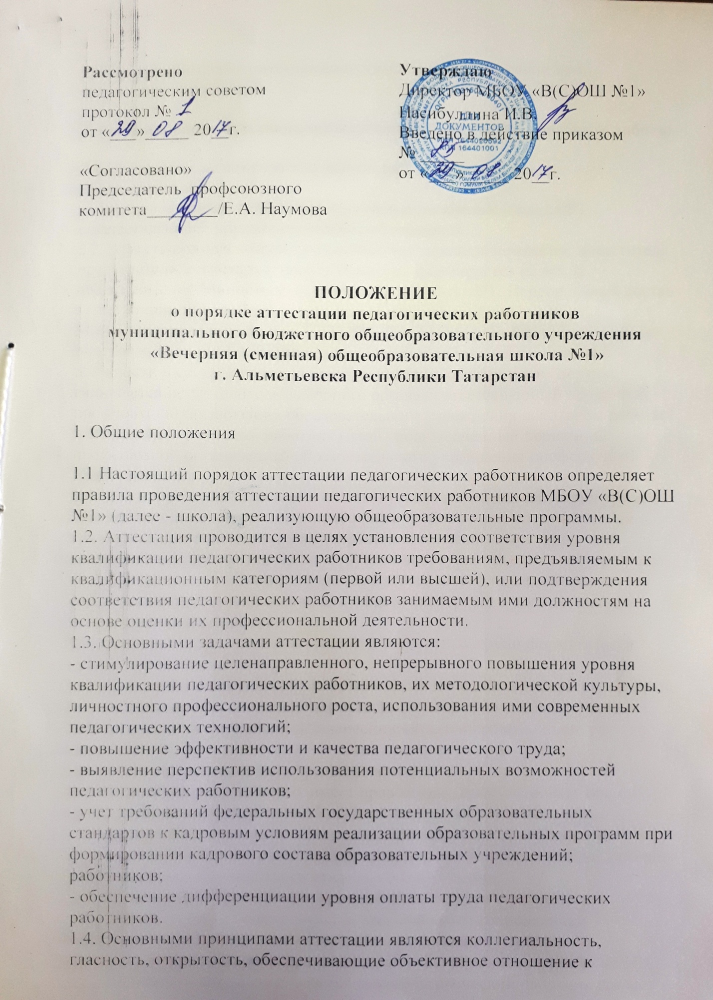 Рассмотрено
педагогическим советом
протокол № 1
от «29» 08 2017г.
«Согласовано»
Председатель профсоюзного
комитета__________/Е.А. Наумова
Утверждаю
Директор МБОУ «В(С)ОШ №1»
Насибуллина И.В.
Введено в действие приказом
№ 85
от «29» 08 2017г.
ДЛЯ
ДОКУМЕНТОВ
КПП 164401001
ПОЛОЖЕНИЕ
о порядке аттестации педагогических работников
муниципального бюджетного общеобразовательного учреждения
«Вечерняя (сменная) общеобразовательная школа №1»
г. Альметьевска Республики Татарстан
1. Общие положения
1.1 Настоящий порядок аттестации педагогических работников определяет
правила проведения аттестации педагогических работников МБОУ «В(С)ОШ
№1» (далее - школа), реализующую общеобразовательные программы.
1.2. Аттестация проводится в целях установления соответствия уровня
квалификации педагогических работников требованиям, предъявляемым к
квалификационным категориям (первой или высшей), или подтверждения
соответствия педагогических работников занимаемым ими должностям на
основе оценки их профессиональной деятельности.
1.3. Основными задачами аттестации являются:
- стимулирование целенаправленного, непрерывного повышения уровня
квалификации педагогических работников, их методологической культуры,
личностного профессионального роста, использования ими современных
педагогических технологий;
- повышение эффективности и качества педагогического труда;
- выявление перспектив использования потенциальных возможностей
педагогических работников;
- учет требований федеральных государственных образовательных
стандартов к кадровым условиям реализации образовательных программ при
формировании кадрового состава образовательных учреждений;
работников;
- обеспечение дифференциации уровня оплаты труда педагогических
работников.
1.4. Основными принципами аттестации являются коллегиальность,
гласность, открытость, обеспечивающие объективное отношение к